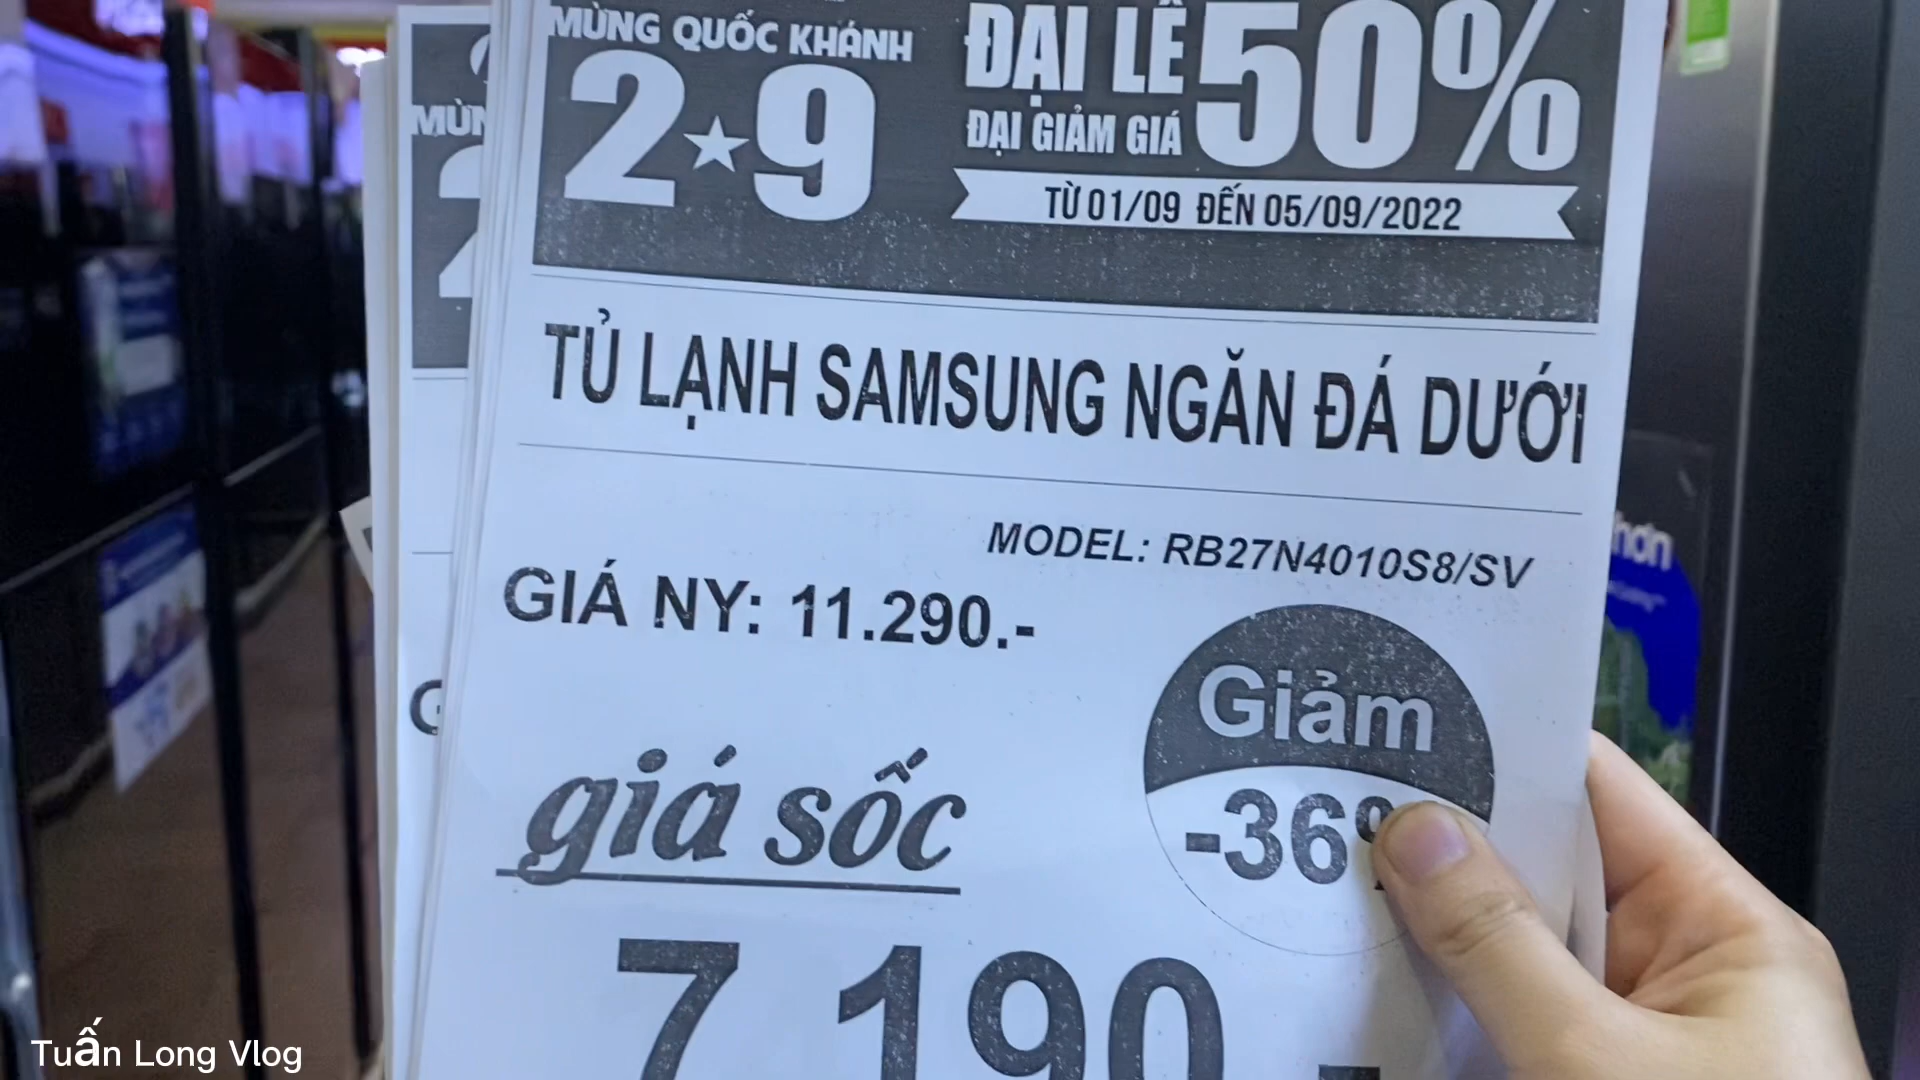 MỪNG QUỐC KHÁNH
2★9
ĐẠI LỄ
ĐẠI GIẢM GIÁ
50%
TỪ 01/09 ĐẾN 05/09/2022
TỦ LẠNH SAMSUNG NGĂN ĐÁ DƯỚI
MODEL: RB27N4010S8/SV
GIÁ NY: 11.290.-
Giảm
-36%
giá sốc
7.190.-
Tuấn Long Vlog